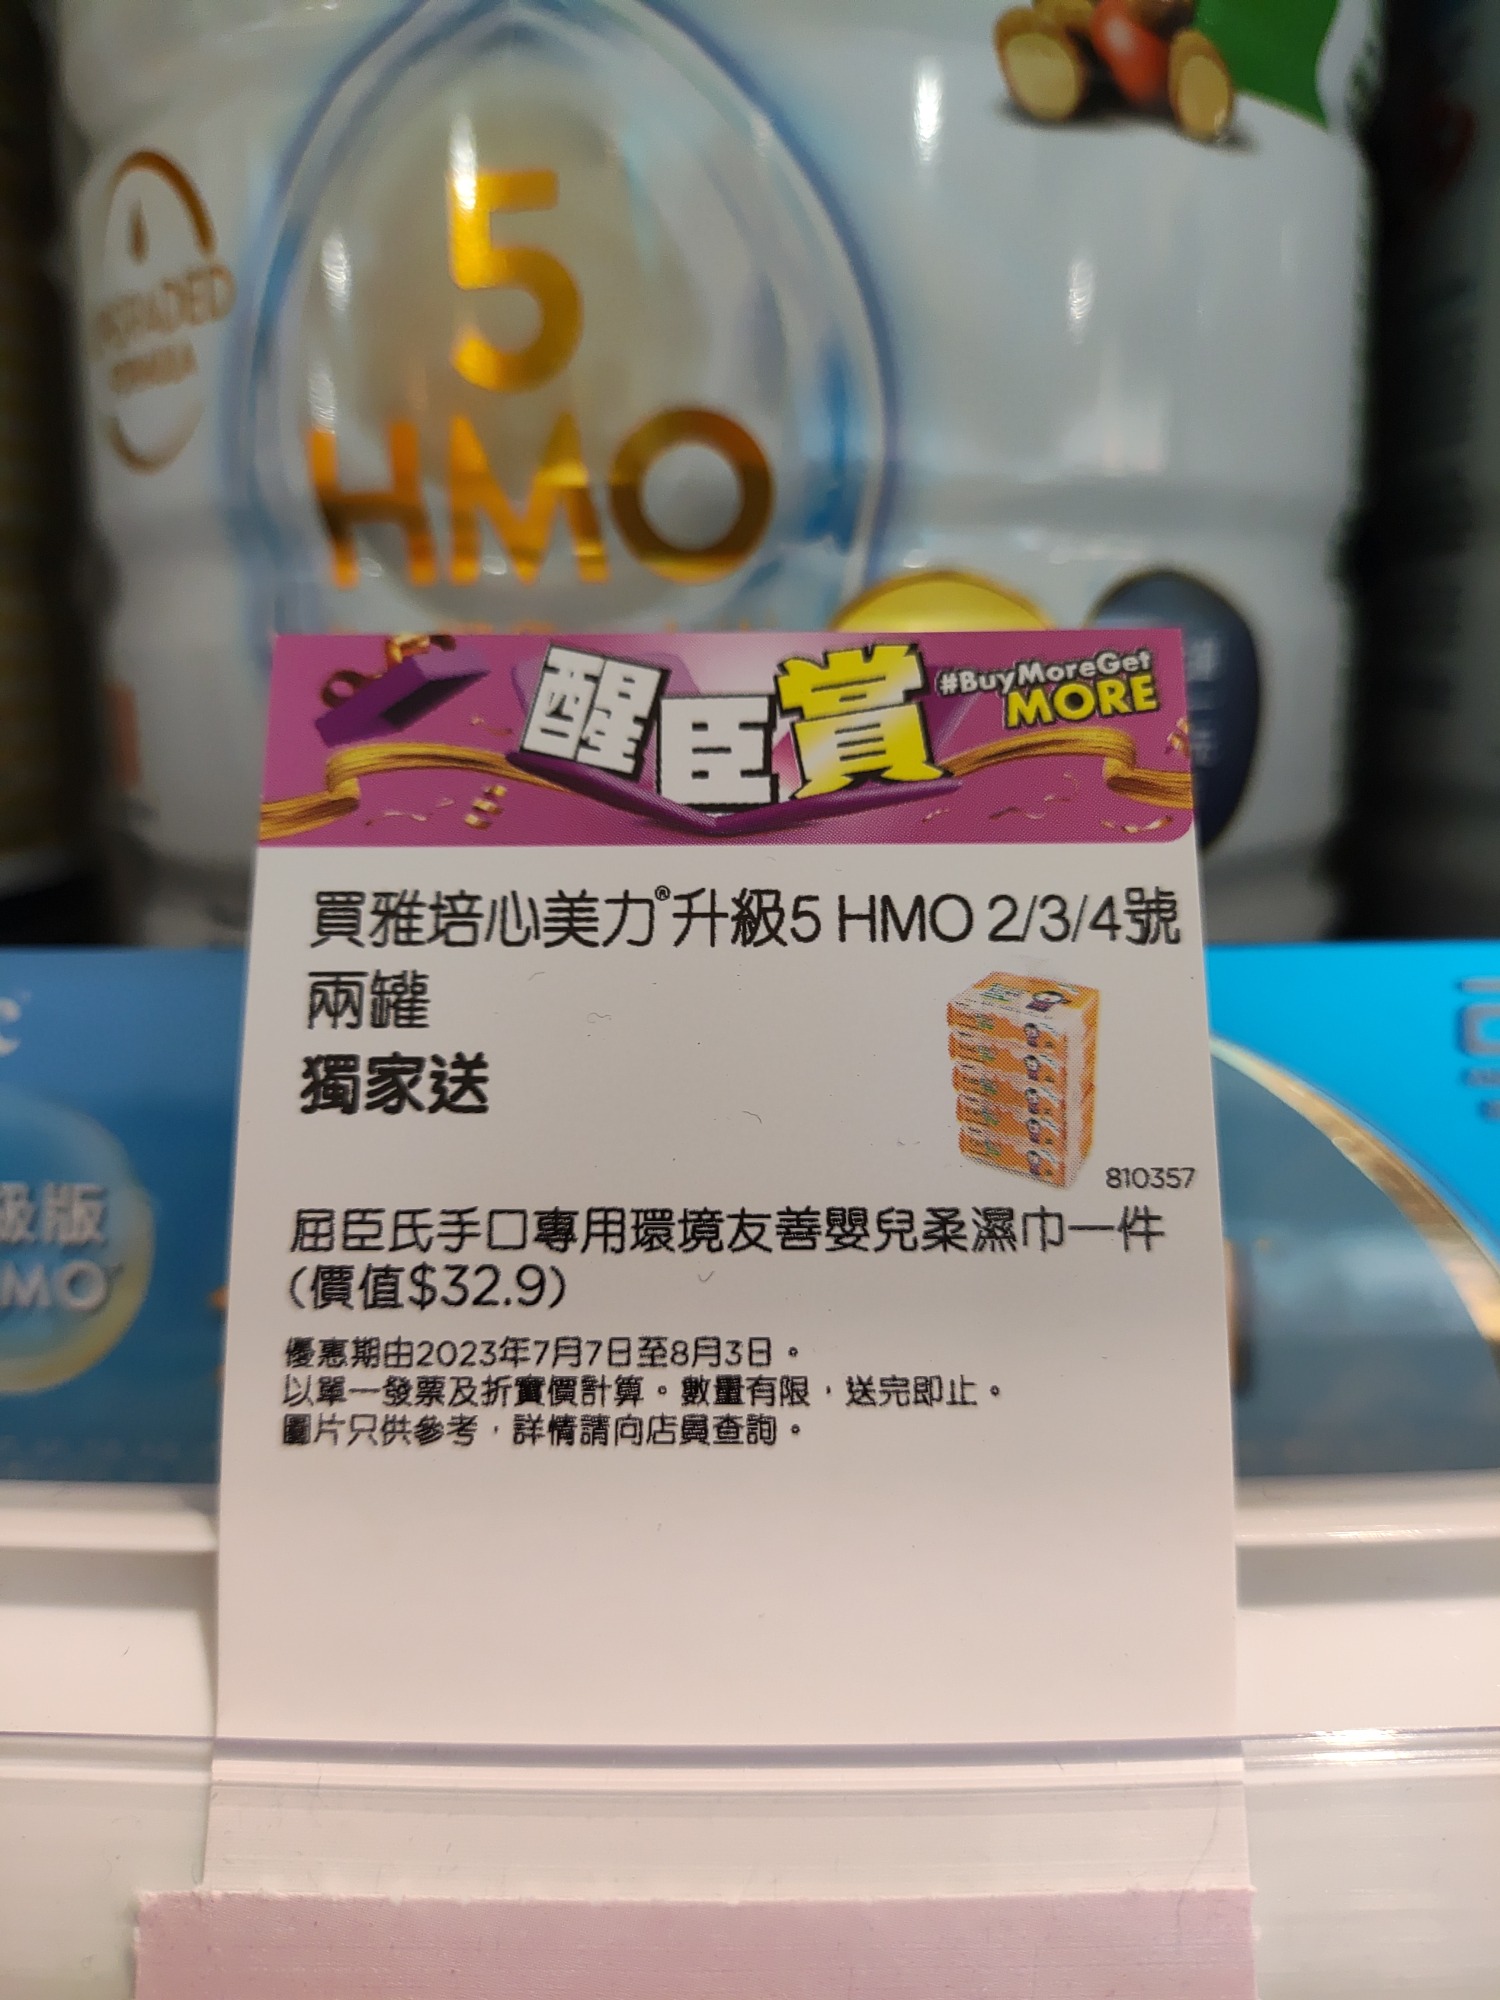 5
HMO
UPGRADED
FORMULA
醒臣賞
#BuyMoreGet
MORE
買雅培心美力®升級5 HMO 2/3/4號
兩罐
獨家送
810357
屈臣氏手口專用環境友善嬰兒柔濕巾一件
(價值$32.9)
優惠期由2023年7月7日至8月3日。
以單一發票及折實價計算。數量有限，送完即止。
圖片只供參考，詳情請向店員查詢。
級版